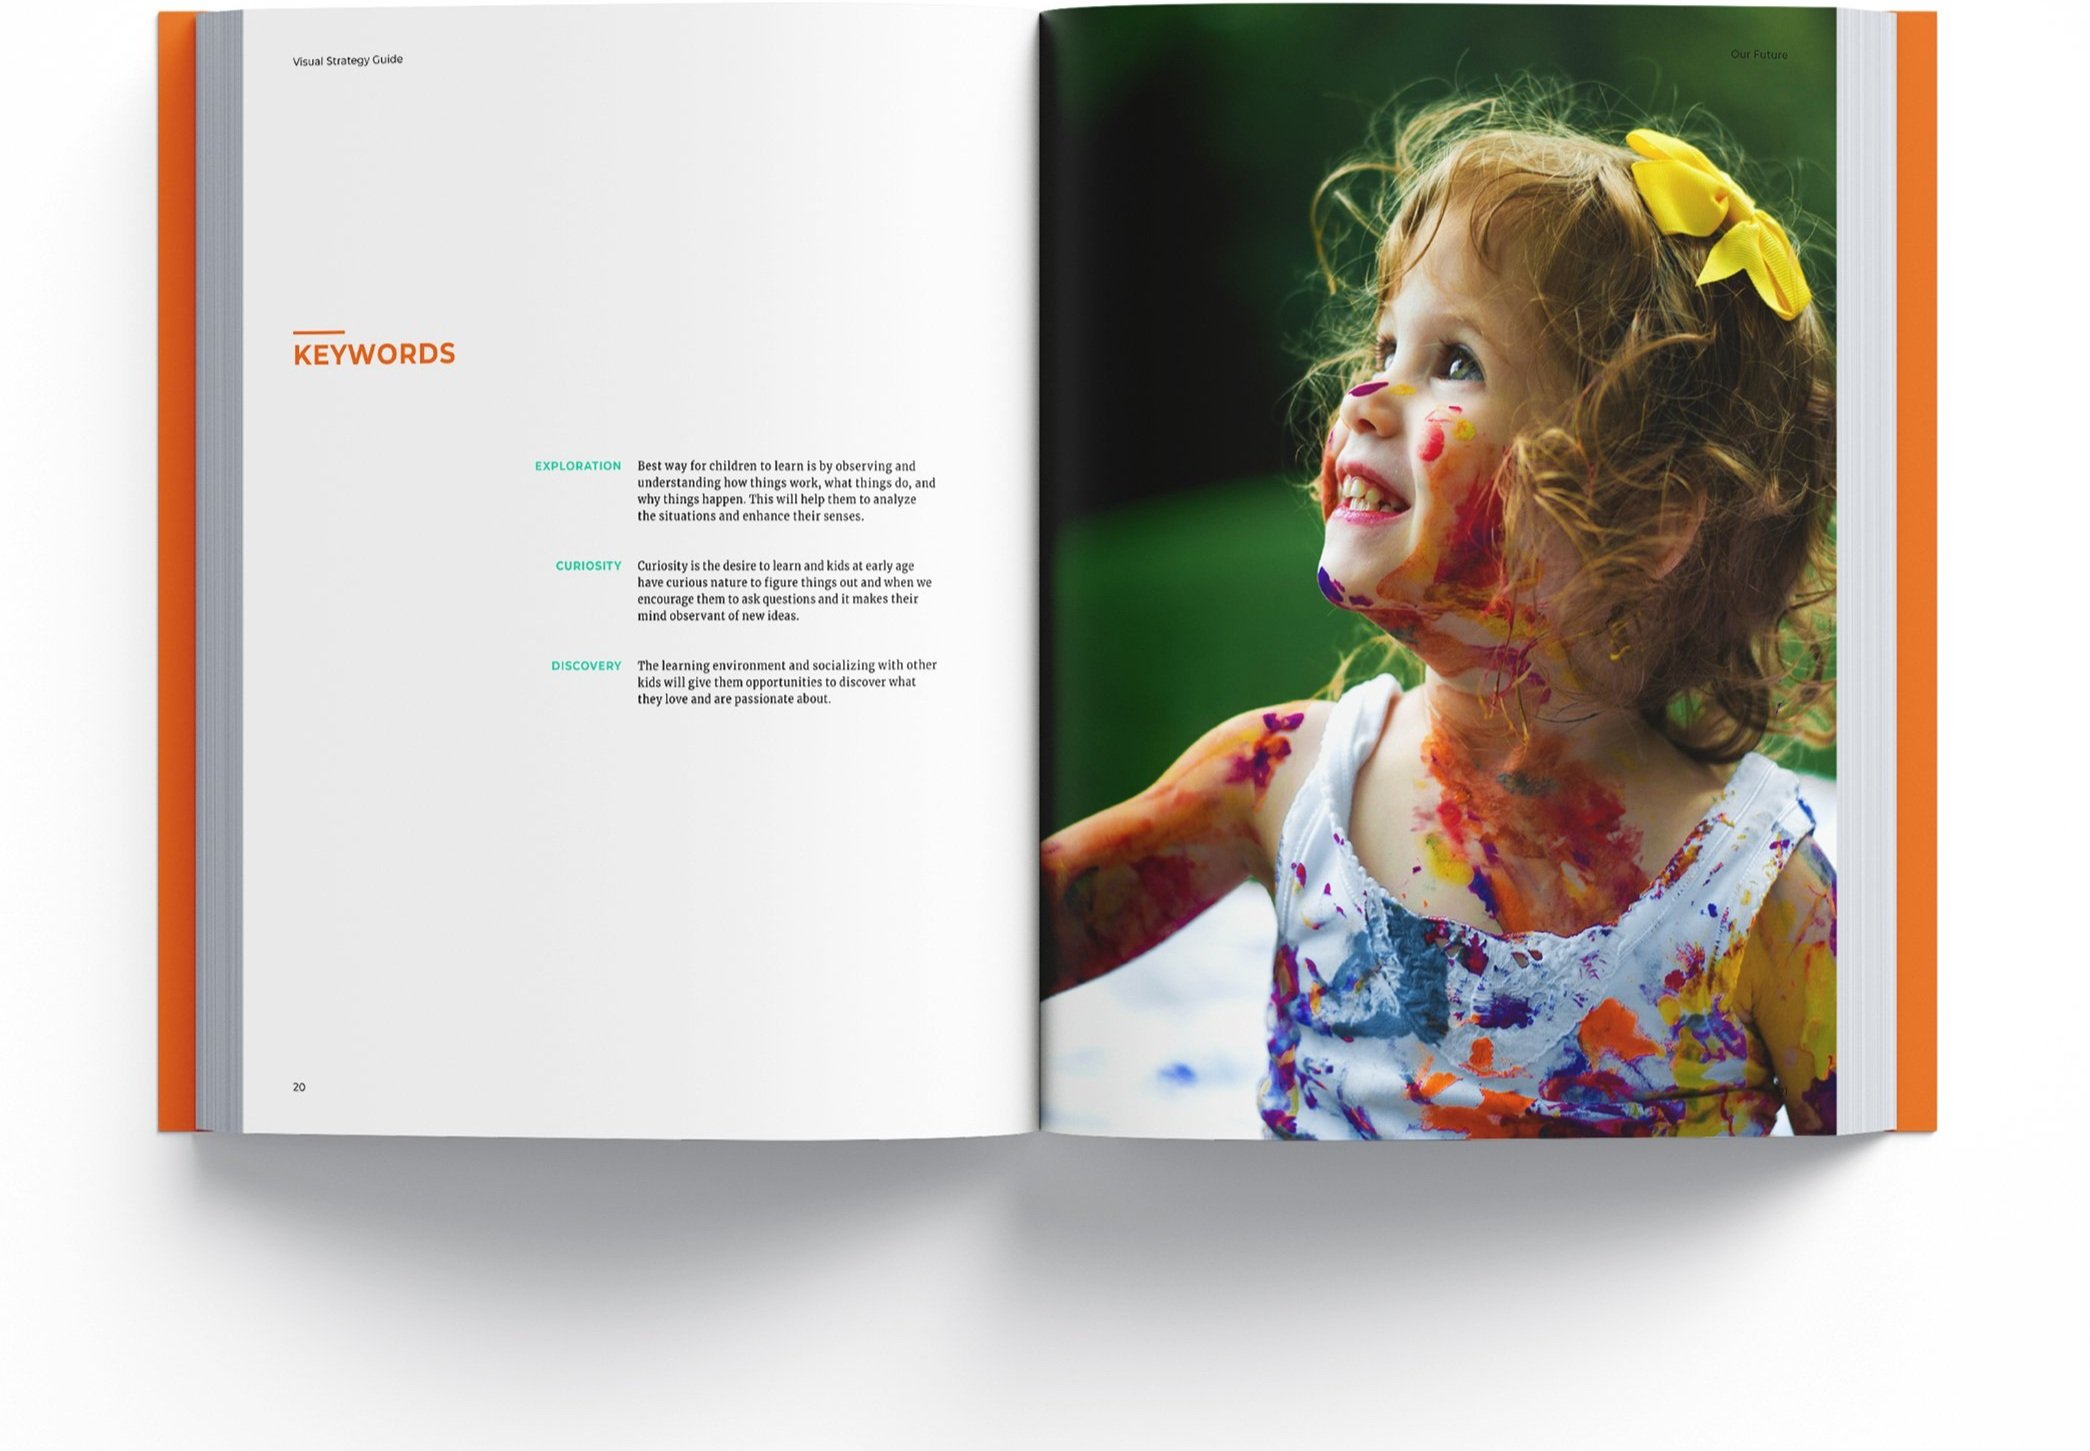 Visual Strategy Guide
Our Future
KEYWORDS
EXPLORATION
Best way for children to learn is by observing and
understanding how things work, what things do, and
why things happen. This will help them to analyze
the situations and enhance their senses.
CURIOSITY
Curiosity is the desire to learn and kids at early age
have curious nature to figure things out and when we
encourage them to ask questions and it makes their
mind observant of new ideas.
DISCOVERY
The learning environment and socializing with other
kids will give them opportunities to discover what
they love and are passionate about.
20